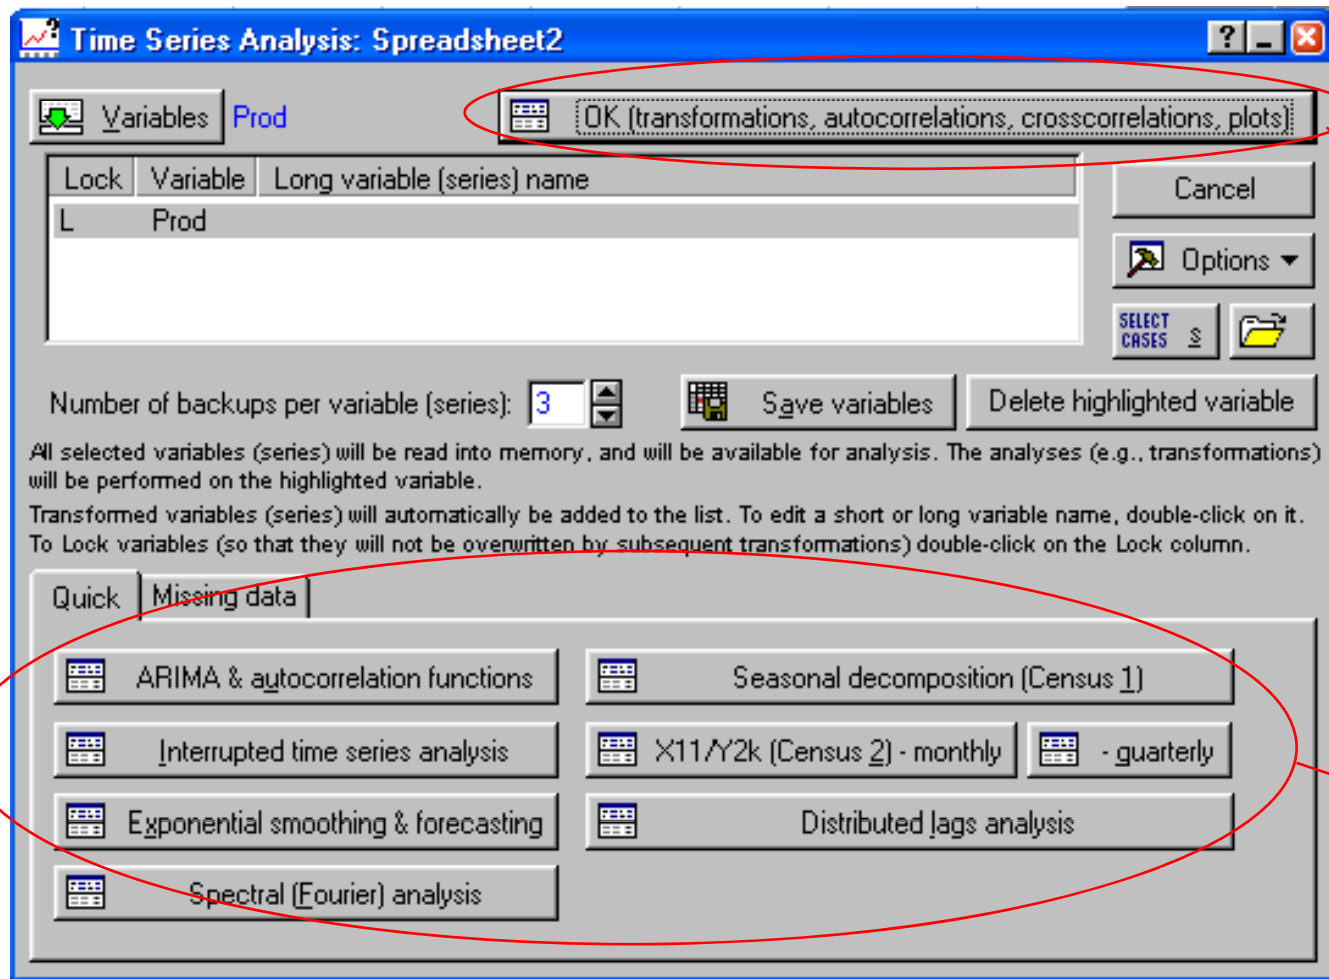 Time Series Analysis: Spreadsheet2
Variables Prod OK (transformations, autocorrelations, crosscorrelations, plots)
Lock Variable Long variable (series) name
L Prod
Cancel
Options
SELECT CASES S
Number of backups per variable (series): 3 Save variables Delete highlighted variable
All selected variables (series) will be read into memory, and will be available for analysis. The analyses (e.g., transformations)
will be performed on the highlighted variable.
Transformed variables (series) will automatically be added to the list. To edit a short or long variable name, double-click on it.
To Lock variables (so that they will not be overwritten by subsequent transformations) double-click on the Lock column.
Quick Missing data
ARIMA & autocorrelation functions Seasonal decomposition (Census 1)
Interrupted time series analysis X11/Y2k (Census 2) - monthly - quarterly
Exponential smoothing & forecasting Distributed lags analysis
Spectral (Fourier) analysis